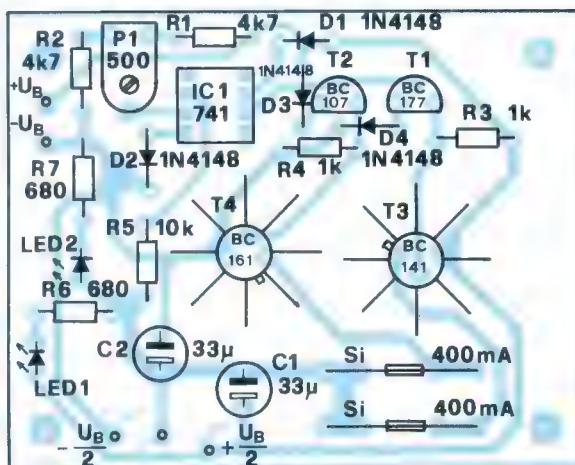 R1 4k7
D1 1N4148
R2
4k7
P1
500
T2
T1
+UB
IC1
741
1N4148
D3
BC
107
BC
177
R3 1k
-UB
D4
D2 1N4148
R4 1k
1N4148
R7
680
R5 10k
T4
BC
161
T3
BC
141
LED2
R6 680
C2 33µ
Si 400mA
LED1
C1
33µ
Si 400mA
- UB/2
+ UB/2